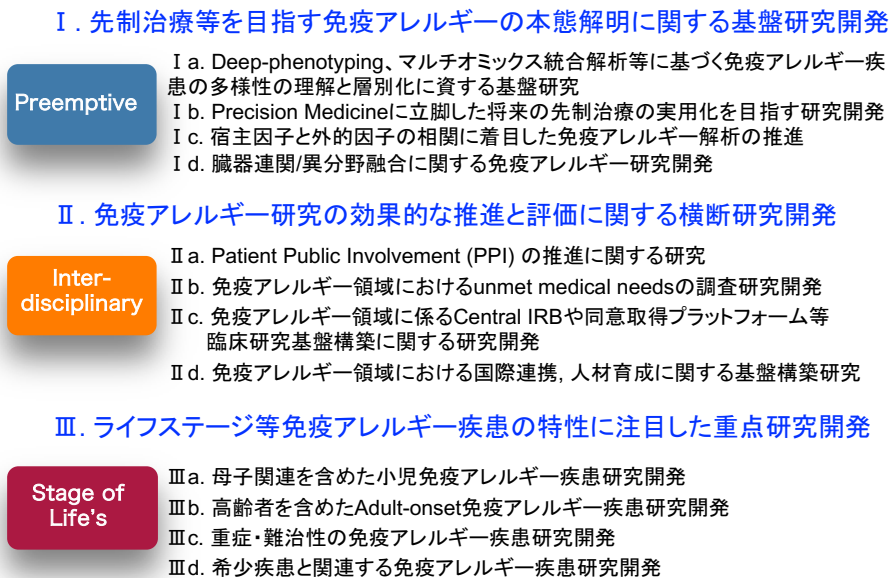 Ⅰ. 先制治療等を目指す免疫アレルギーの本態解明に関する基盤研究開発
Preemptive
Ⅰa. Deep-phenotyping、マルチオミックス統合解析等に基づく免疫アレルギー疾
患の多様性の理解と層別化に資する基盤研究
Ⅰb. Precision Medicineに立脚した将来の先制治療の実用化を目指す研究開発
Ⅰc. 宿主因子と外的因子の相関に着目した免疫アレルギー解析の推進
Ⅰd. 臓器連関/異分野融合に関する免疫アレルギー研究開発
Ⅱ. 免疫アレルギー研究の効果的な推進と評価に関する横断研究開発
Inter-
disciplinary
Ⅱa. Patient Public Involvement (PPI) の推進に関する研究
Ⅱb. 免疫アレルギー領域におけるunmet medical needsの調査研究開発
Ⅱc. 免疫アレルギー領域に係るCentral IRBや同意取得プラットフォーム等
臨床研究基盤構築に関する研究開発
Ⅱd. 免疫アレルギー領域における国際連携, 人材育成に関する基盤構築研究
Ⅲ. ライフステージ等免疫アレルギー疾患の特性に注目した重点研究開発
Stage of
Life's
Ⅲa. 母子関連を含めた小児免疫アレルギー疾患研究開発
Ⅲb. 高齢者を含めたAdult-onset免疫アレルギー疾患研究開発
Ⅲc. 重症・難治性の免疫アレルギー疾患研究開発
Ⅲd. 希少疾患と関連する免疫アレルギー疾患研究開発